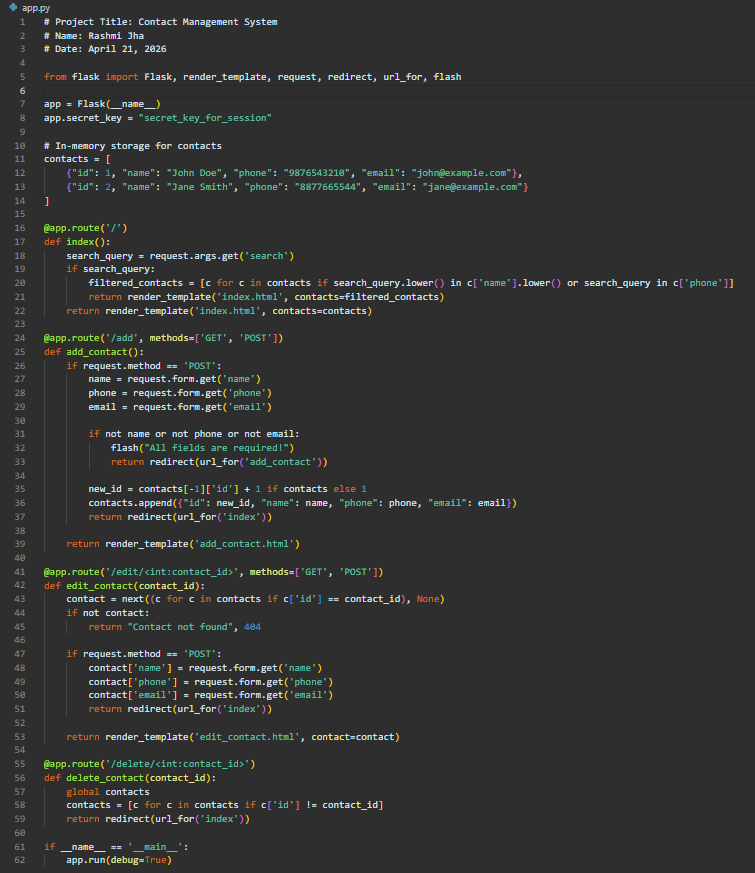 app.py
1 # Project Title: Contact Management System
2 # Name: Rashmi Jha
3 # Date: April 21, 2026
4
5 from flask import Flask, render_template, request, redirect, url_for, flash
6
7 app = Flask(__name__)
8 app.secret_key = "secret_key_for_session"
9
10 # In-memory storage for contacts
11 contacts = [
12     {"id": 1, "name": "John Doe", "phone": "9876543210", "email": "john@example.com"},
13     {"id": 2, "name": "Jane Smith", "phone": "8877665544", "email": "jane@example.com"}
14 ]
15
16 @app.route('/')
17 def index():
18     search_query = request.args.get('search')
19     if search_query:
20         filtered_contacts = [c for c in contacts if search_query.lower() in c['name'].lower() or search_query in c['phone']]
21         return render_template('index.html', contacts=filtered_contacts)
22     return render_template('index.html', contacts=contacts)
23
24 @app.route('/add', methods=['GET', 'POST'])
25 def add_contact():
26     if request.method == 'POST':
27         name = request.form.get('name')
28         phone = request.form.get('phone')
29         email = request.form.get('email')
30
31         if not name or not phone or not email:
32             flash("All fields are required!")
33             return redirect(url_for('add_contact'))
34
35         new_id = contacts[-1]['id'] + 1 if contacts else 1
36         contacts.append({"id": new_id, "name": name, "phone": phone, "email": email})
37         return redirect(url_for('index'))
38
39     return render_template('add_contact.html')
40
41 @app.route('/edit/<int:contact_id>', methods=['GET', 'POST'])
42 def edit_contact(contact_id):
43     contact = next((c for c in contacts if c['id'] == contact_id), None)
44     if not contact:
45         return "Contact not found", 404
46
47     if request.method == 'POST':
48         contact['name'] = request.form.get('name')
49         contact['phone'] = request.form.get('phone')
50         contact['email'] = request.form.get('email')
51         return redirect(url_for('index'))
52
53     return render_template('edit_contact.html', contact=contact)
54
55 @app.route('/delete/<int:contact_id>')
56 def delete_contact(contact_id):
57     global contacts
58     contacts = [c for c in contacts if c['id'] != contact_id]
59     return redirect(url_for('index'))
60
61 if __name__ == '__main__':
62     app.run(debug=True)